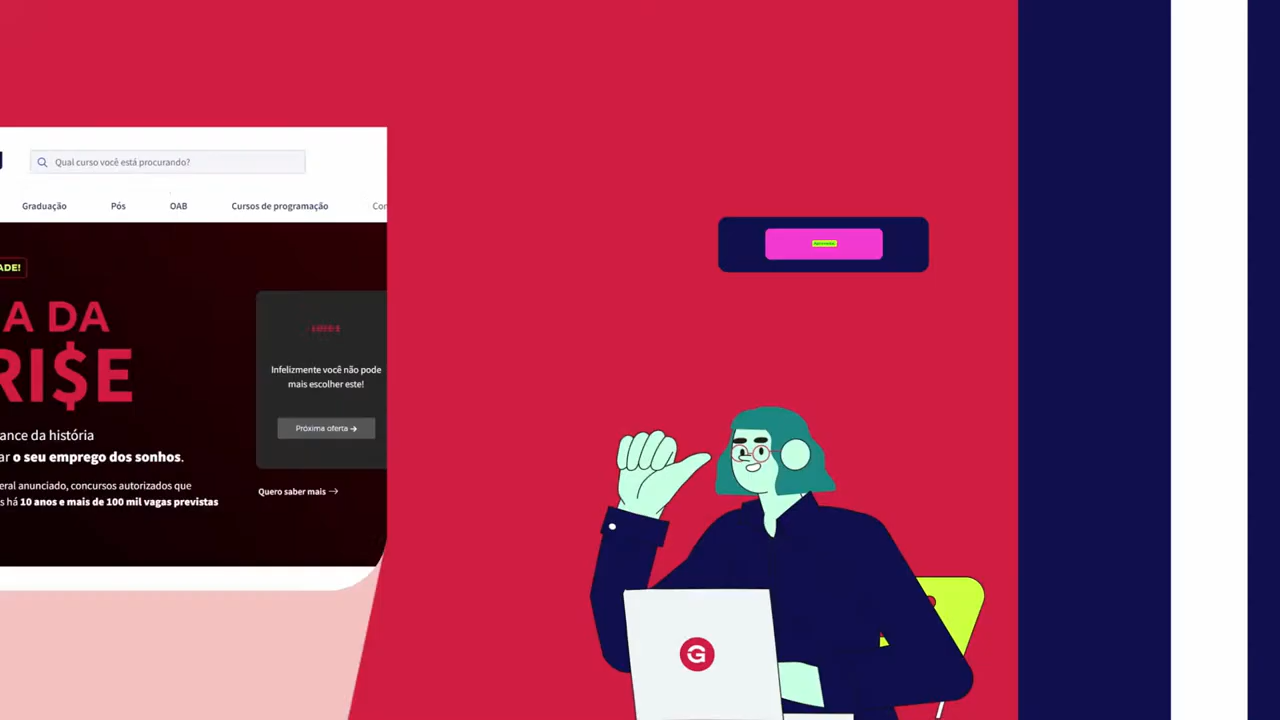 Qual curso você está procurando?
Graduação Pós OAB Cursos de programação Con
ADE!
A DA
RI$E
Infelizmente você não pode
mais escolher este!
Próxima oferta →
ance da história
ar o seu emprego dos sonhos.
eral anunciado, concursos autorizados que
s há 10 anos e mais de 100 mil vagas previstas
Quero saber mais →
G